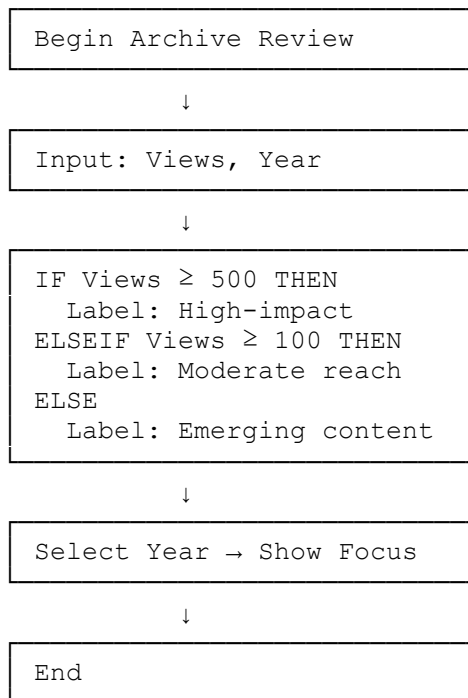 Begin Archive Review
↓
Input: Views, Year
↓
IF Views ≥ 500 THEN
Label: High-impact
ELSEIF Views ≥ 100 THEN
Label: Moderate reach
ELSE
Label: Emerging content
↓
Select Year → Show Focus
↓
End